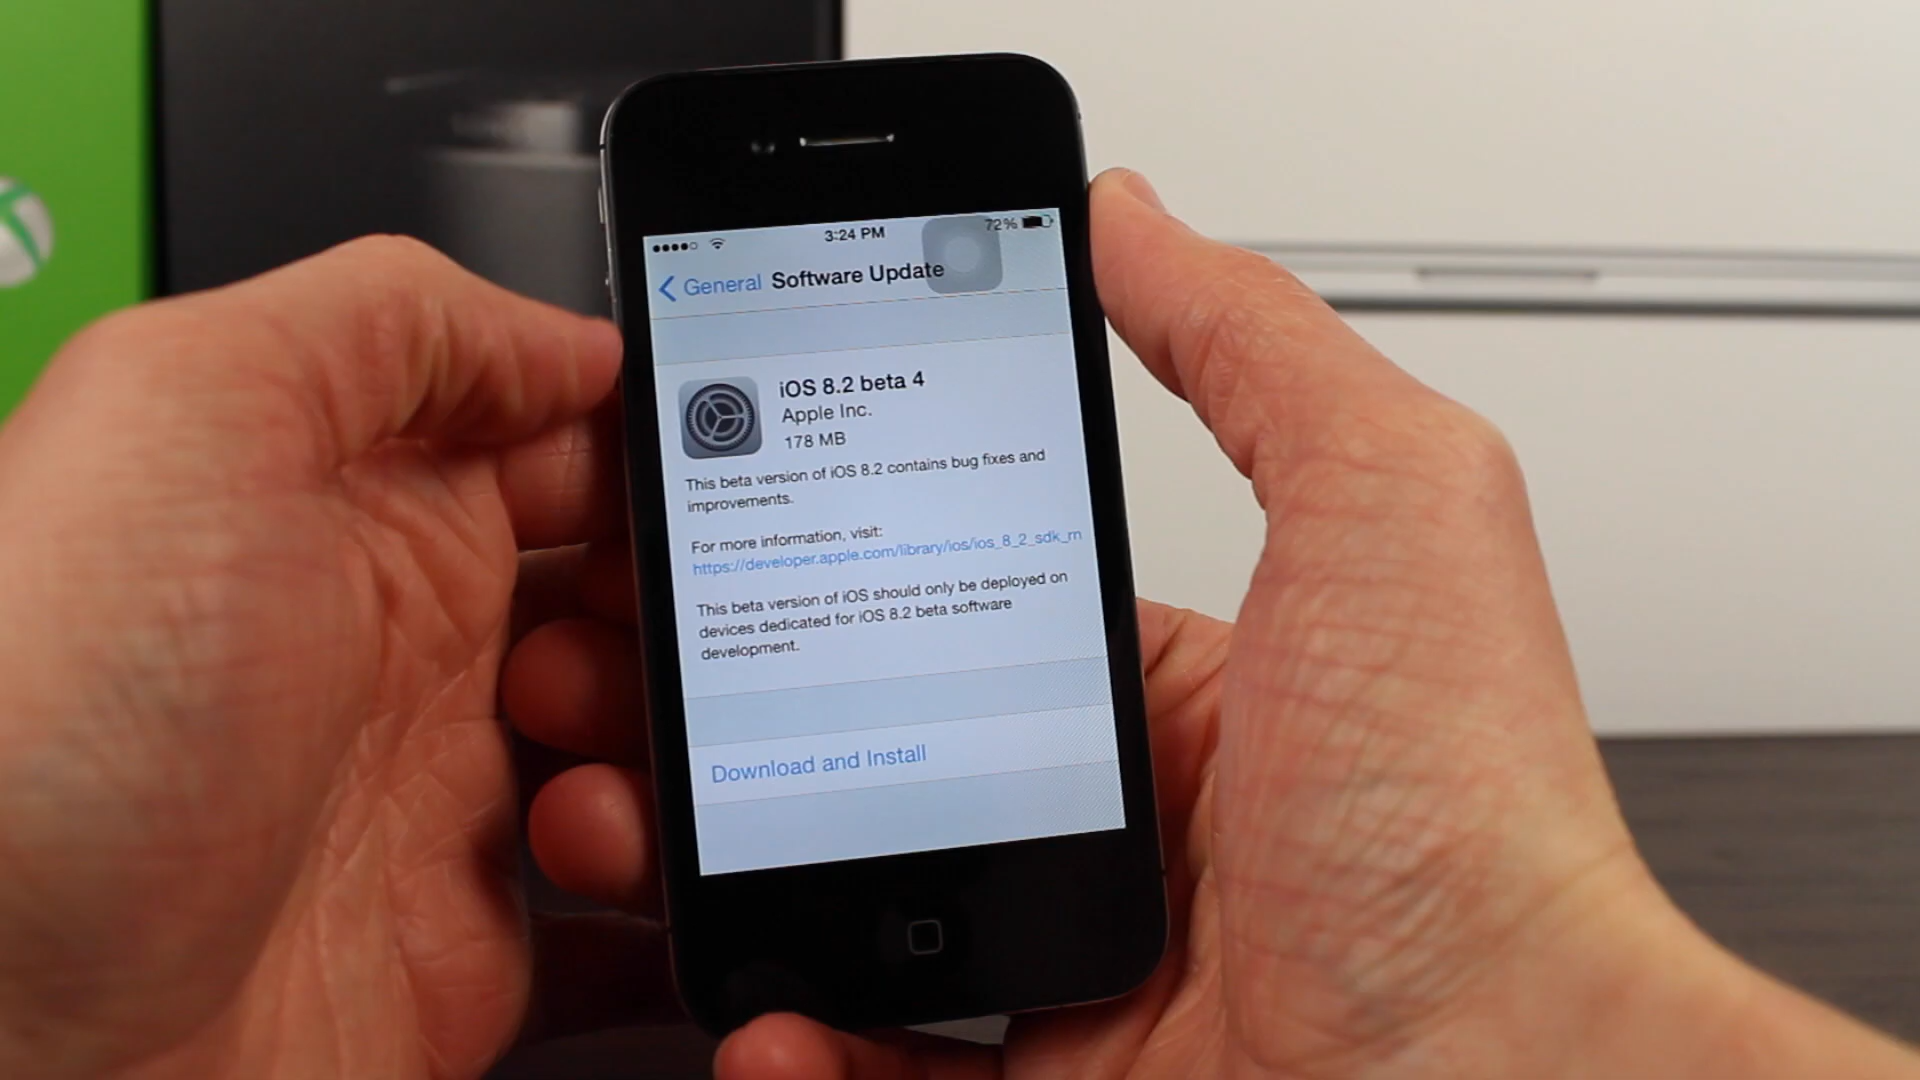 3:24 PM 72%
General Software Update
iOS 8.2 beta 4
Apple Inc.
178 MB
This beta version of iOS 8.2 contains bug fixes and
improvements.
For more information, visit:
https://developer.apple.com/library/ios/ios_8_2_sdk_rn
This beta version of iOS should only be deployed on
devices dedicated for iOS 8.2 beta software
development.
Download and Install